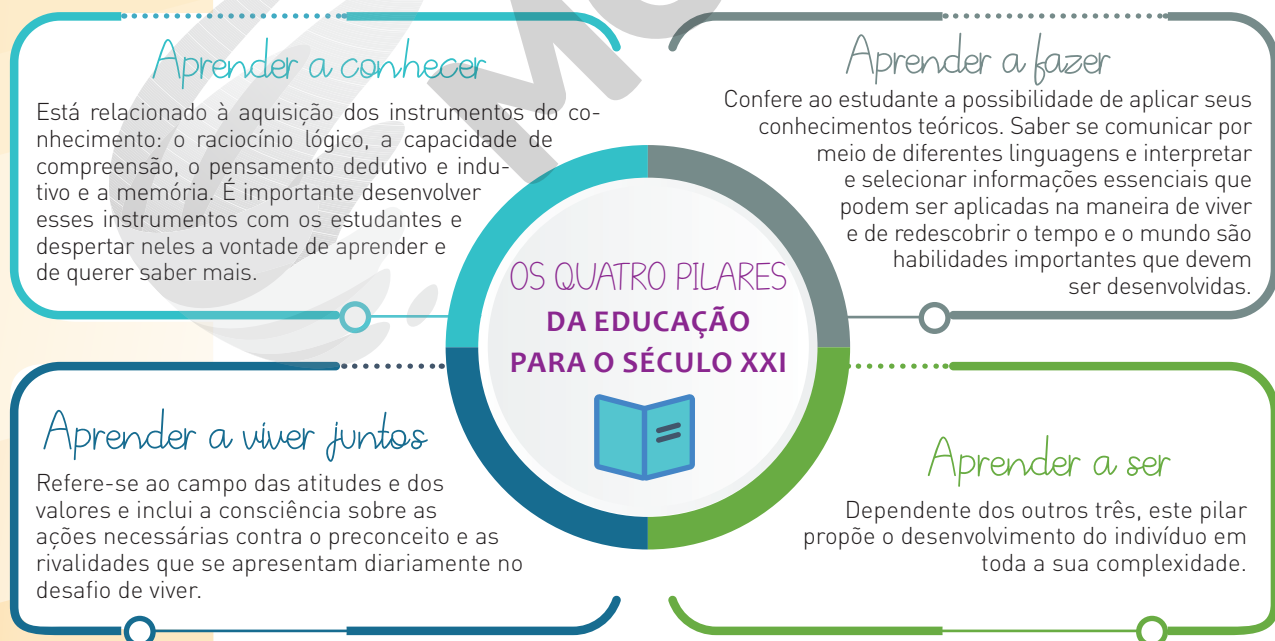 Aprender a conhecer
Está relacionado à aquisição dos instrumentos do co-
nhecimento: o raciocínio lógico, a capacidade de
compreensão, o pensamento dedutivo e indu-
tivo e a memória. É importante desenvolver
esses instrumentos com os estudantes e
despertar neles a vontade de aprender e
de querer saber mais.
Aprender a fazer
Confere ao estudante a possibilidade de aplicar seus
conhecimentos teóricos. Saber se comunicar por
meio de diferentes linguagens e interpretar
e selecionar informações essenciais que
podem ser aplicadas na maneira de viver
e de redescobrir o tempo e o mundo são
habilidades importantes que devem
ser desenvolvidas.
OS QUATRO PILARES
DA EDUCAÇÃO
PARA O SÉCULO XXI
Aprender a viver juntos
Refere-se ao campo das atitudes e dos
valores e inclui a consciência sobre as
ações necessárias contra o preconceito e as
rivalidades que se apresentam diariamente no
desafio de viver.
Aprender a ser
Dependente dos outros três, este pilar
propõe o desenvolvimento do indivíduo em
toda a sua complexidade.